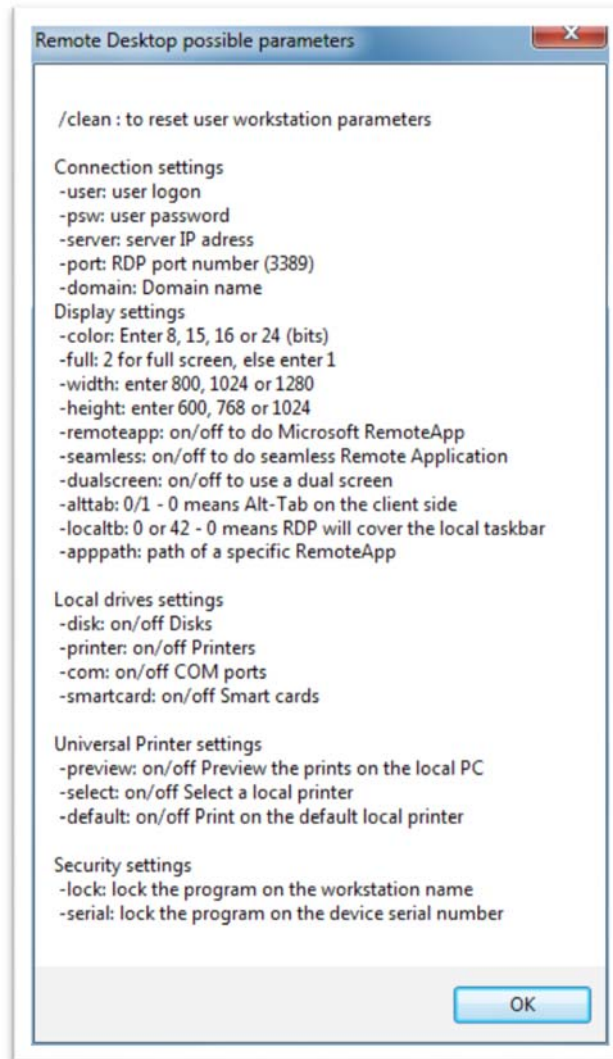 Remote Desktop possible parameters
X
/clean : to reset user workstation parameters
Connection settings
-user: user logon
-psw: user password
-server: server IP adress
-port: RDP port number (3389)
-domain: Domain name
Display settings
-color: Enter 8, 15, 16 or 24 (bits)
-full: 2 for full screen, else enter 1
-width: enter 800, 1024 or 1280
-height: enter 600, 768 or 1024
-remoteapp: on/off to do Microsoft RemoteApp
-seamless: on/off to do seamless Remote Application
-dualscreen: on/off to use a dual screen
-alttab: 0/1 - 0 means Alt-Tab on the client side
-localtb: 0 or 42 - 0 means RDP will cover the local taskbar
-apppath: path of a specific RemoteApp
Local drives settings
-disk: on/off Disks
-printer: on/off Printers
-com: on/off COM ports
-smartcard: on/off Smart cards
Universal Printer settings
-preview: on/off Preview the prints on the local PC
-select: on/off Select a local printer
-default: on/off Print on the default local printer
Security settings
-lock: lock the program on the workstation name
-serial: lock the program on the device serial number
OK